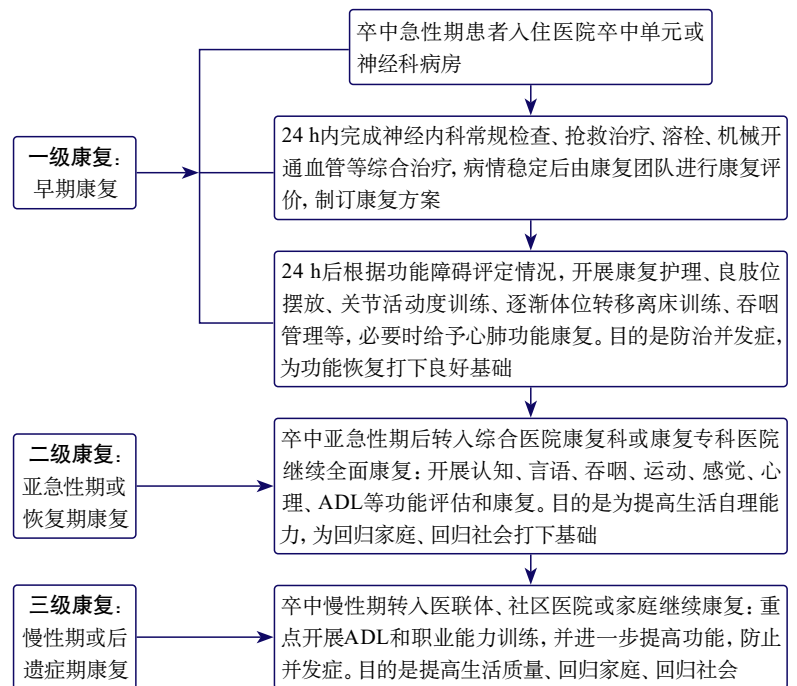 卒中急性期患者入住医院卒中单元或
神经科病房
一级康复：
早期康复
24 h内完成神经内科常规检查、抢救治疗、溶栓、机械开
通血管等综合治疗，病情稳定后由康复团队进行康复评
价，制订康复方案
24 h后根据功能障碍评定情况，开展康复护理、良肢位
摆放、关节活动度训练、逐渐体位转移离床训练、吞咽
管理等，必要时给予心肺功能康复。目的是防治并发症，
为功能恢复打下良好基础
二级康复：
亚急性期或
恢复期康复
卒中亚急性期后转入综合医院康复科或康复专科医院
继续全面康复：开展认知、言语、吞咽、运动、感觉、心
理、ADL等功能评估和康复。目的是为提高生活自理能
力，为回归家庭、回归社会打下基础
三级康复：
慢性期或后
遗症期康复
卒中慢性期转入医联体、社区医院或家庭继续康复：重
点开展ADL和职业能力训练，并进一步提高功能，防止
并发症。目的是提高生活质量、回归家庭、回归社会